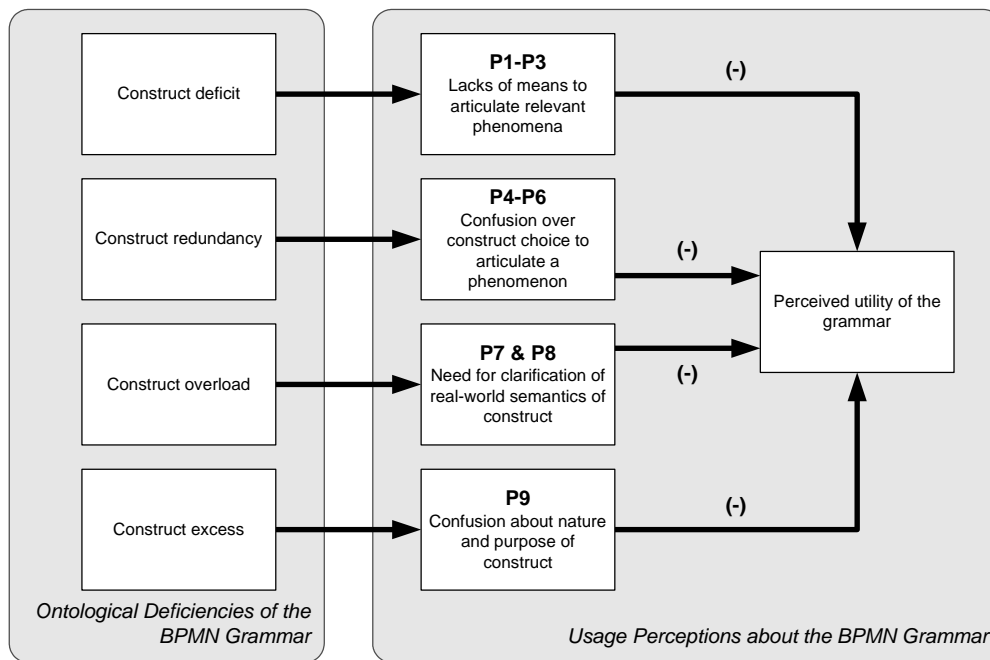 Construct deficit
P1-P3
Lacks of means to
articulate relevant
phenomena
(-)
Construct redundancy
P4-P6
Confusion over
construct choice to
articulate a
phenomenon
(-)
Perceived utility of the
grammar
Construct overload
P7 & P8
Need for clarification of
real-world semantics of
construct
(-)
Construct excess
P9
Confusion about nature
and purpose of
construct
(-)
Ontological Deficiencies of the
BPMN Grammar
Usage Perceptions about the BPMN Grammar